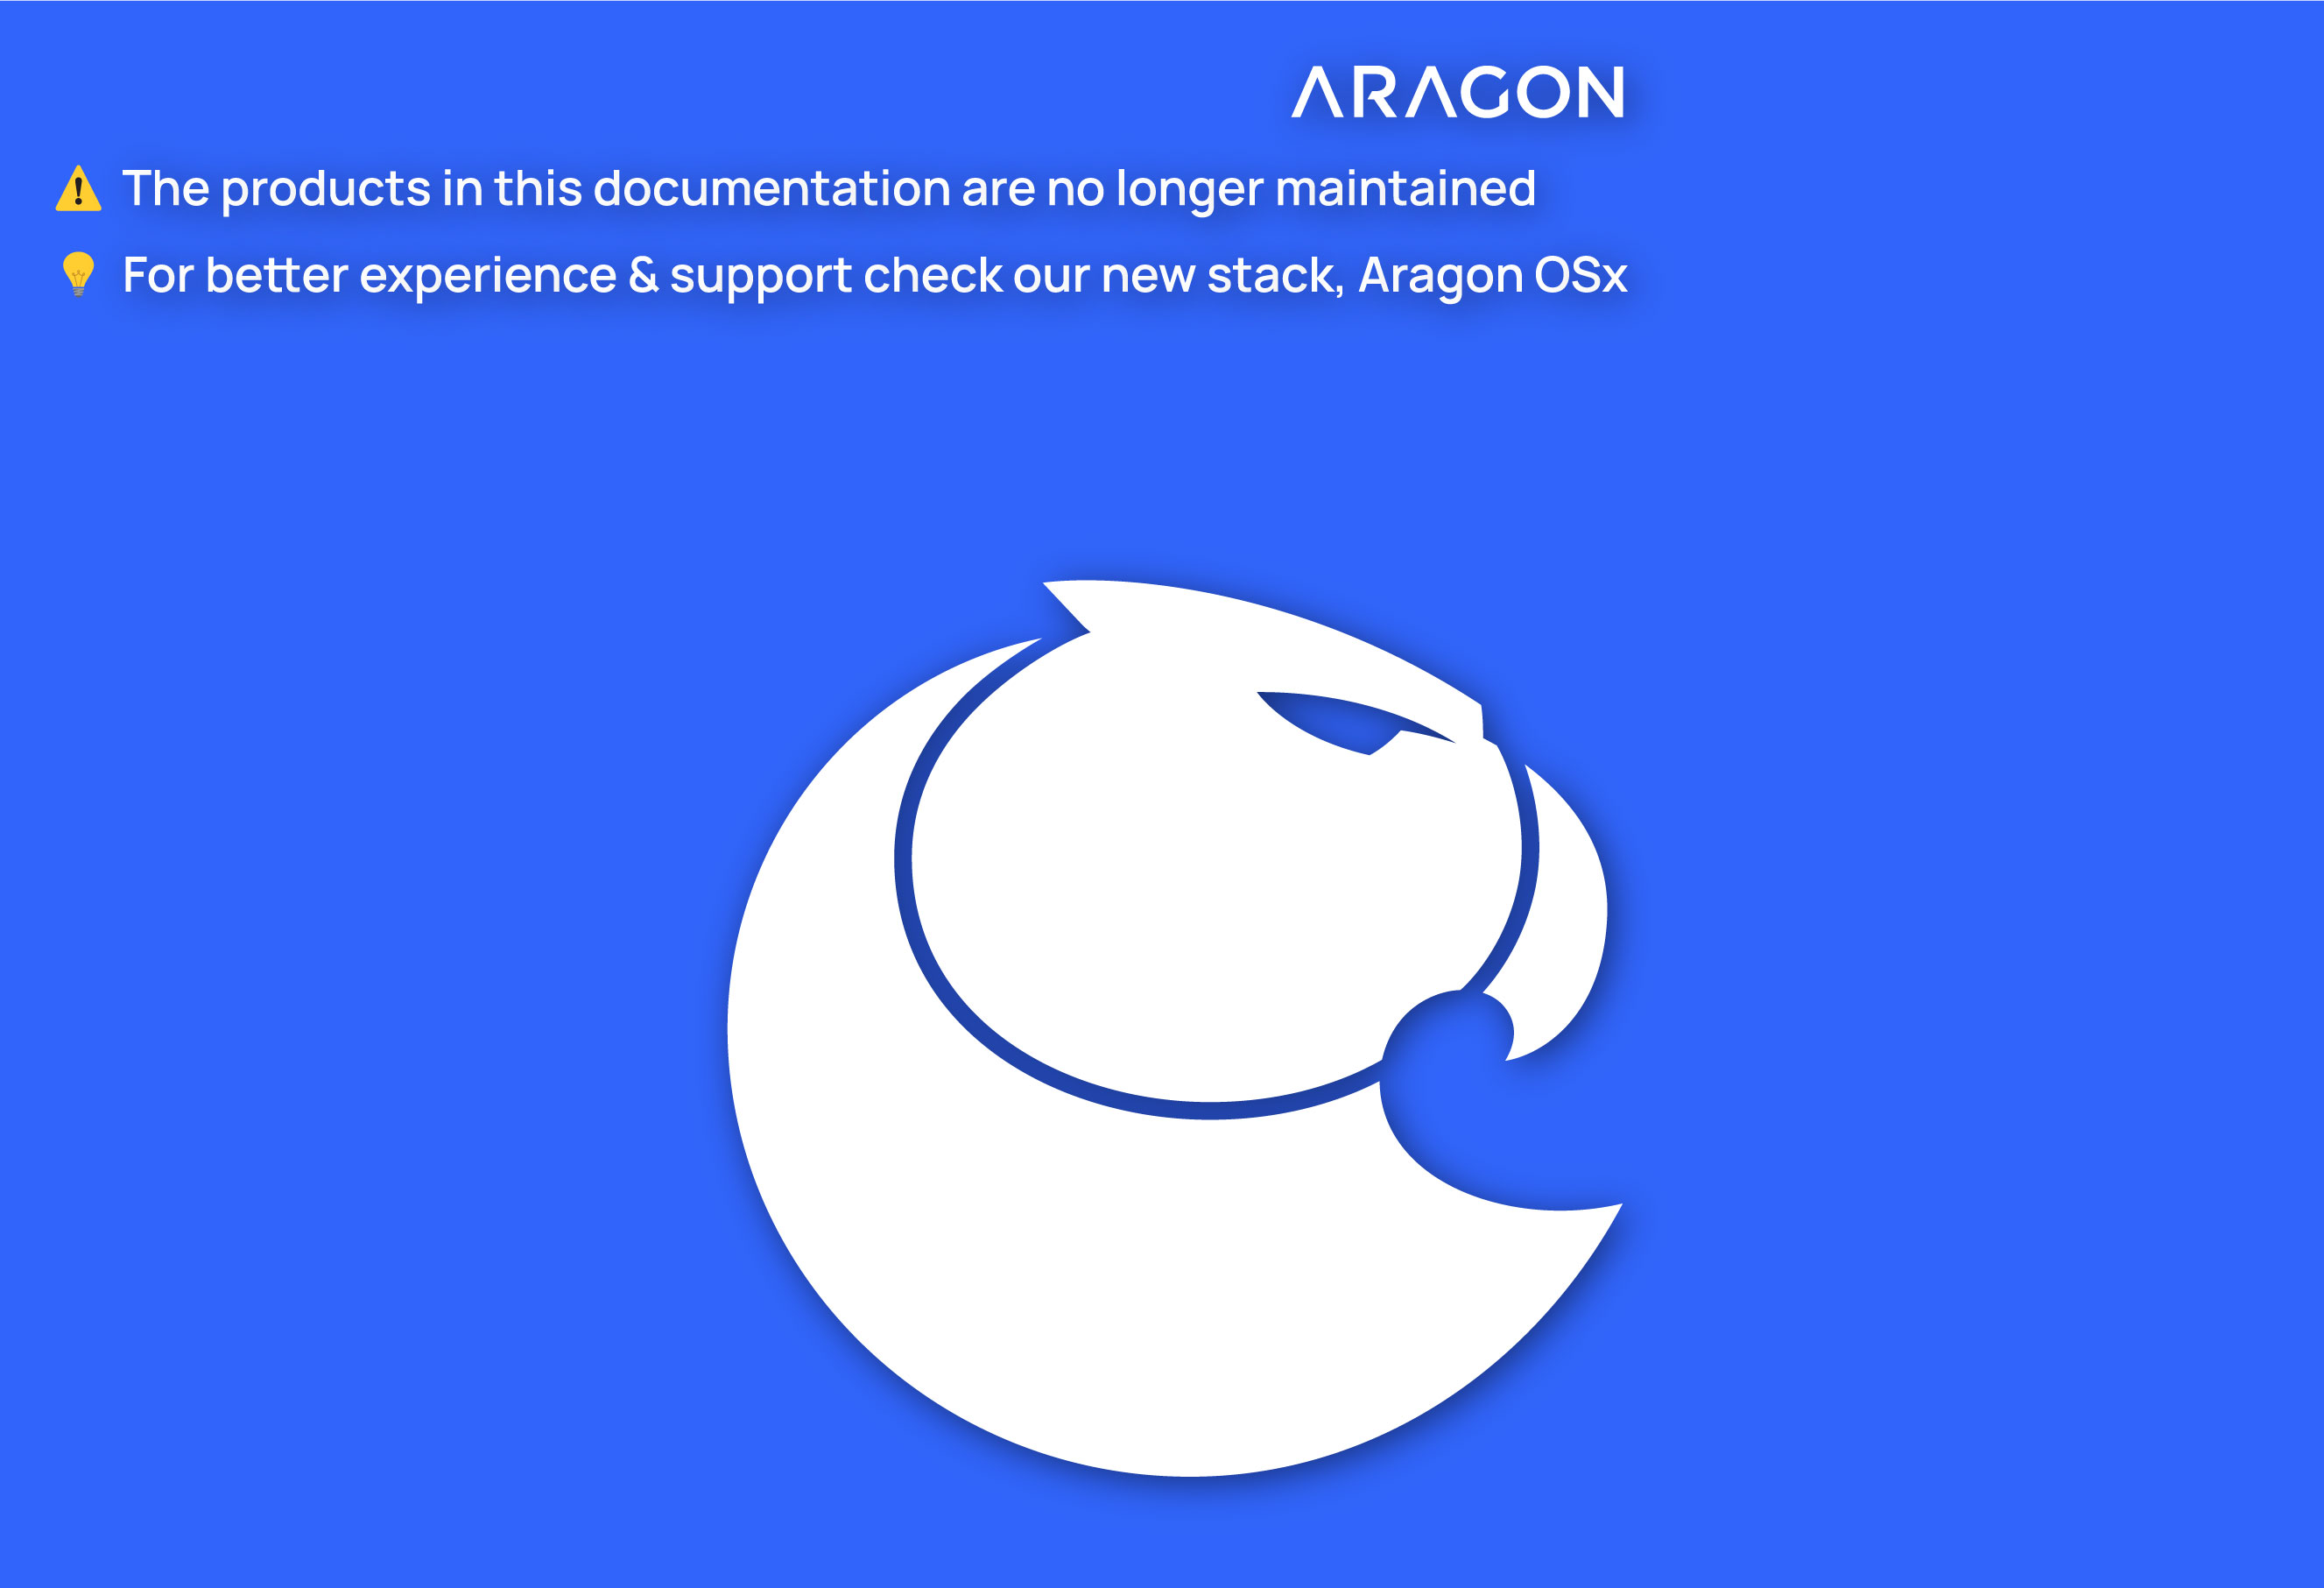 ARAGON
⚠️ The products in this documentation are no longer maintained
💡 For better experience & support check our new stack, Aragon OSx